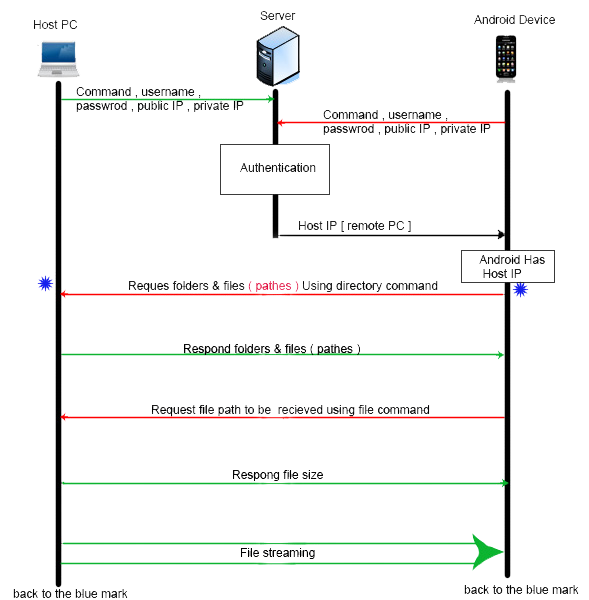 Server
Host PC
Android Device
Command , username ,
passwrod , public IP , private IP
Command , username ,
passwrod , public IP , private IP
Authentication
Host IP [ remote PC ]
Android Has
Host IP
Reques folders & files ( pathes ) Using directory command
Respond folders & files ( pathes )
Request file path to be recieved using file command
Respong file size
File streaming
back to the blue mark
back to the blue mark